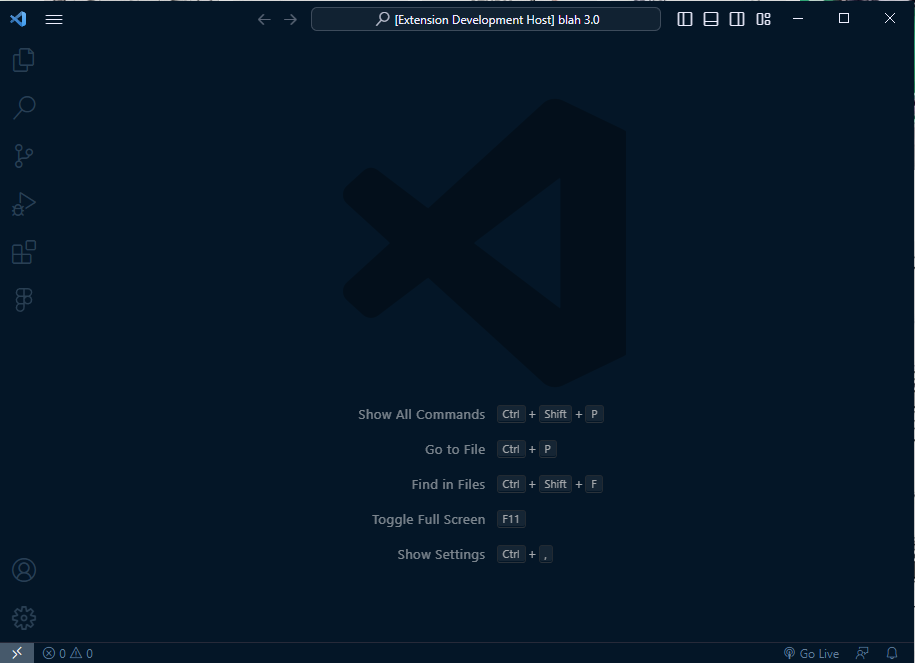 [Extension Development Host] blah 3.0
Show All Commands Ctrl + Shift + P
Go to File Ctrl + P
Find in Files Ctrl + Shift + F
Toggle Full Screen F11
Show Settings Ctrl + ,
0 0 Go Live